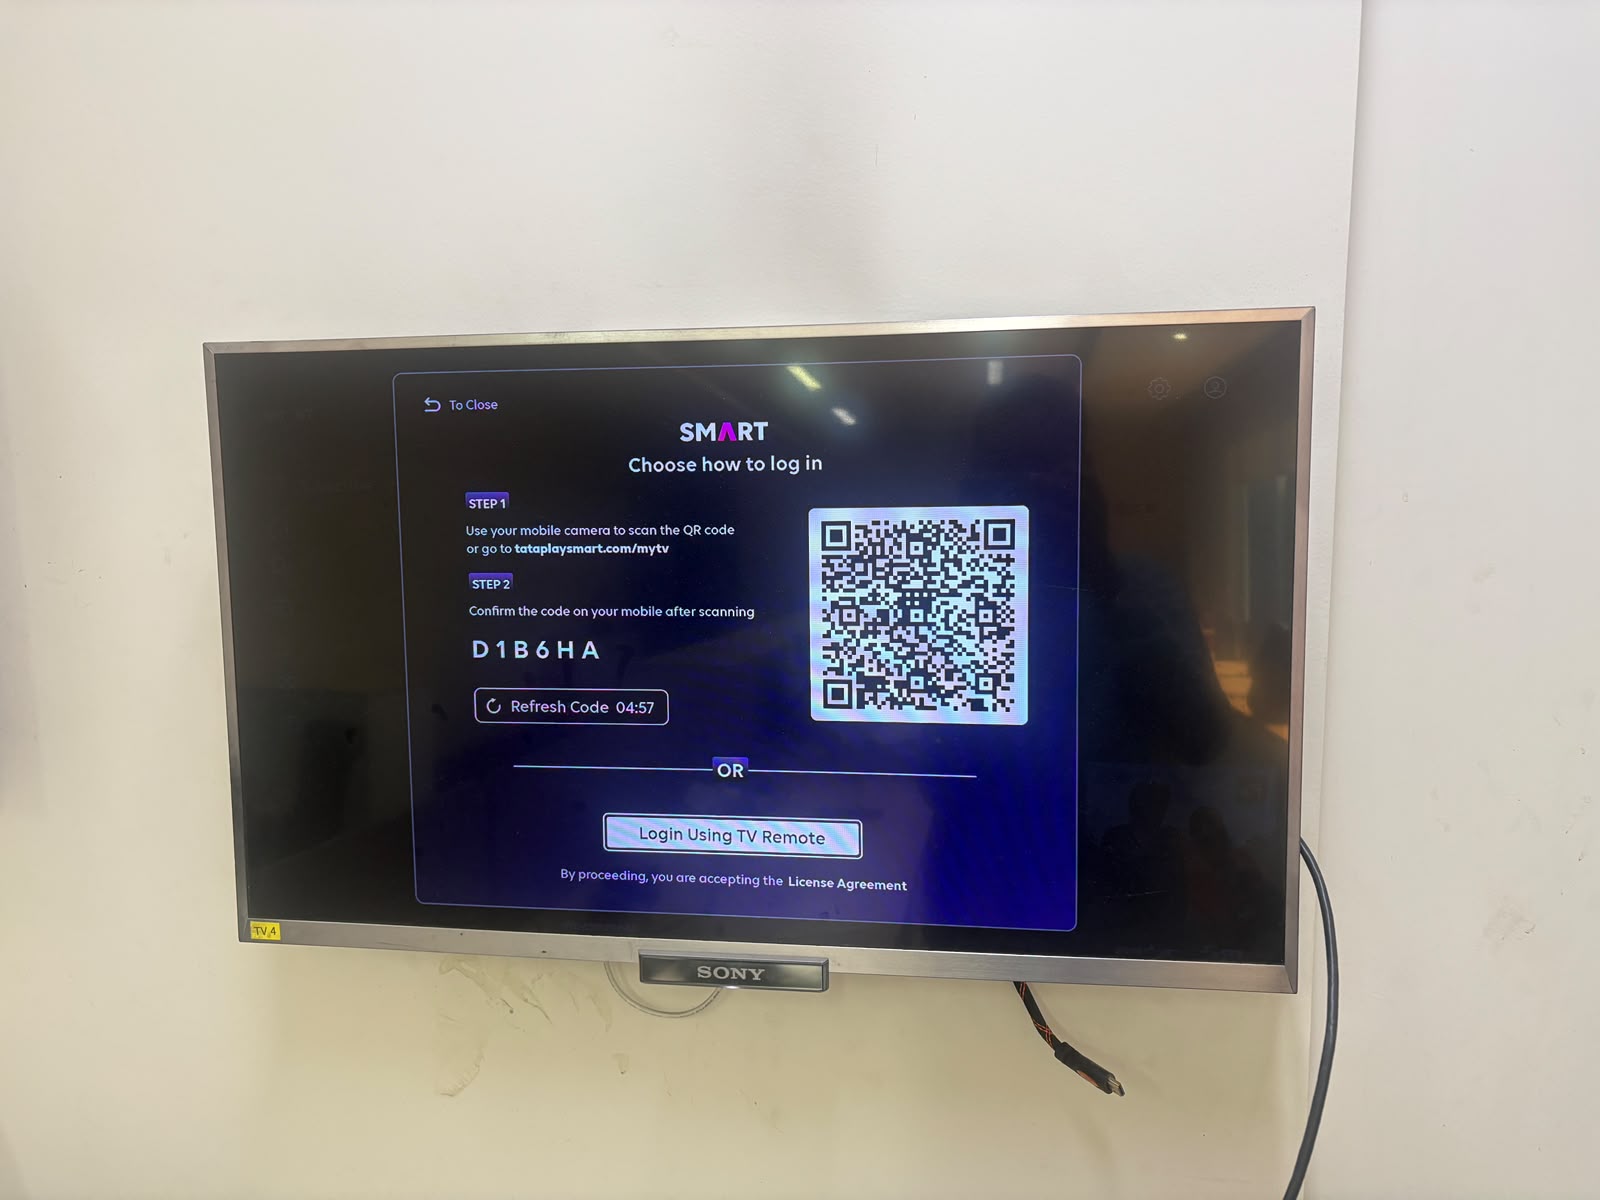 To Close
SMART
Choose how to log in
STEP 1
Use your mobile camera to scan the QR code
or go to tataplaysmart.com/mytv
STEP 2
Confirm the code on your mobile after scanning
D1B6HA
Refresh Code 04:57
OR
Login Using TV Remote
By proceeding, you are accepting the License Agreement
TV 4
SONY